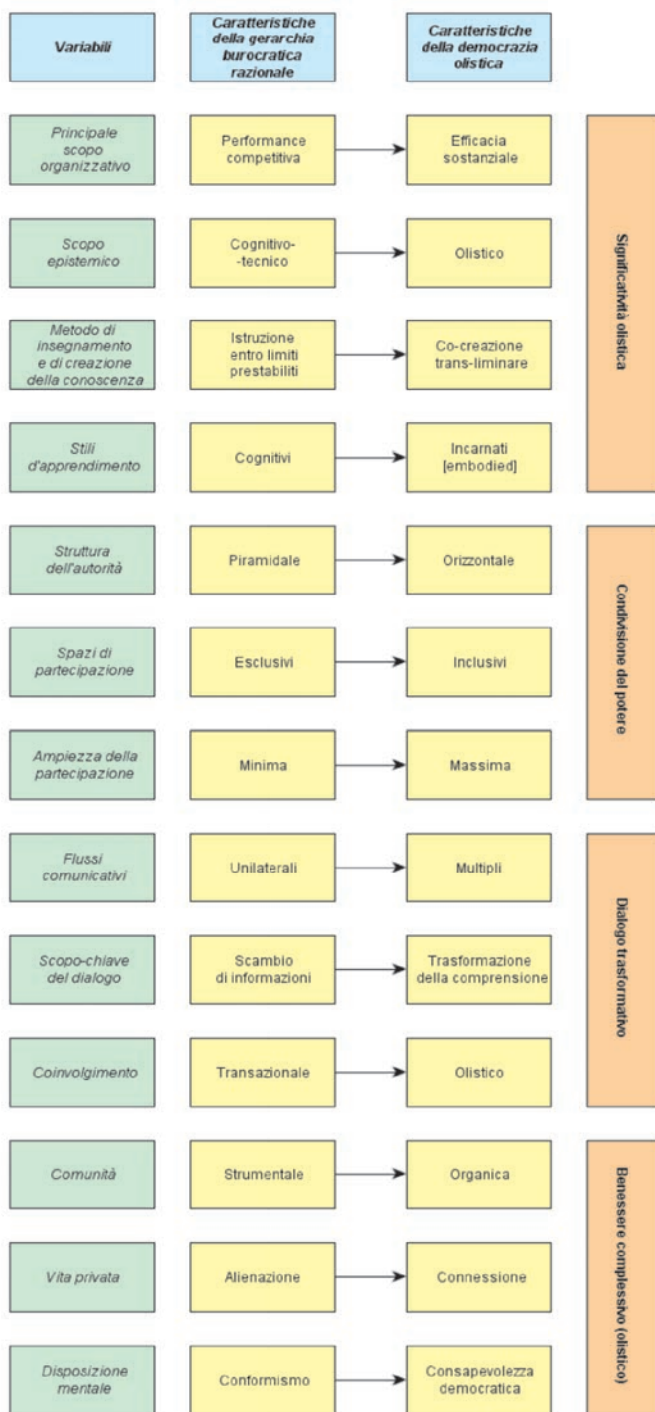 Variabili
Caratteristiche
della gerarchia
burocratica
razionale
Caratteristiche
della democrazia
olistica
Principale
scopo
organizzativo
Performance
competitiva
Efficacia
sostanziale
Scopo
epistemico
Cognitivo-
-tecnico
Olistico
Metodo di
insegnamento
e di creazione
della conoscenza
Istruzione
entro limiti
prestabiliti
Co-creazione
trans-liminare
Stili
d'apprendimento
Cognitivi
Incarnati
[embodied]
Significatività olistica
Struttura
dell'autorità
Piramidale
Orizzontale
Spazi di
partecipazione
Esclusivi
Inclusivi
Ampiezza della
partecipazione
Minima
Massima
Condivisione del potere
Flussi
comunicativi
Unilaterali
Multipli
Scopo-chiave
del dialogo
Scambio
di informazioni
Trasformazione
della comprensione
Coinvolgimento
Transazionale
Olistico
Dialogo trasformativo
Comunità
Strumentale
Organica
Vita privata
Alienazione
Connessione
Disposizione
mentale
Conformismo
Consapevolezza
democratica
Benessere complessivo (olistico)